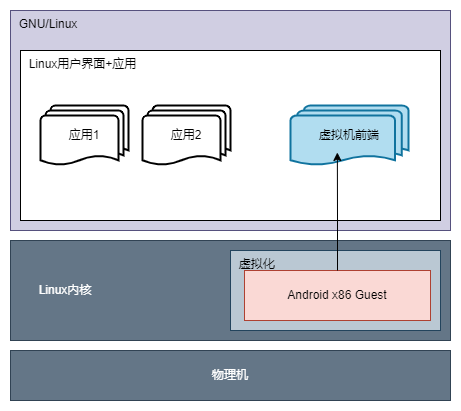 GNU/Linux
Linux用户界面+应用
应用1
应用2
虚拟机前端
虚拟化
Linux内核
Android x86 Guest
物理机